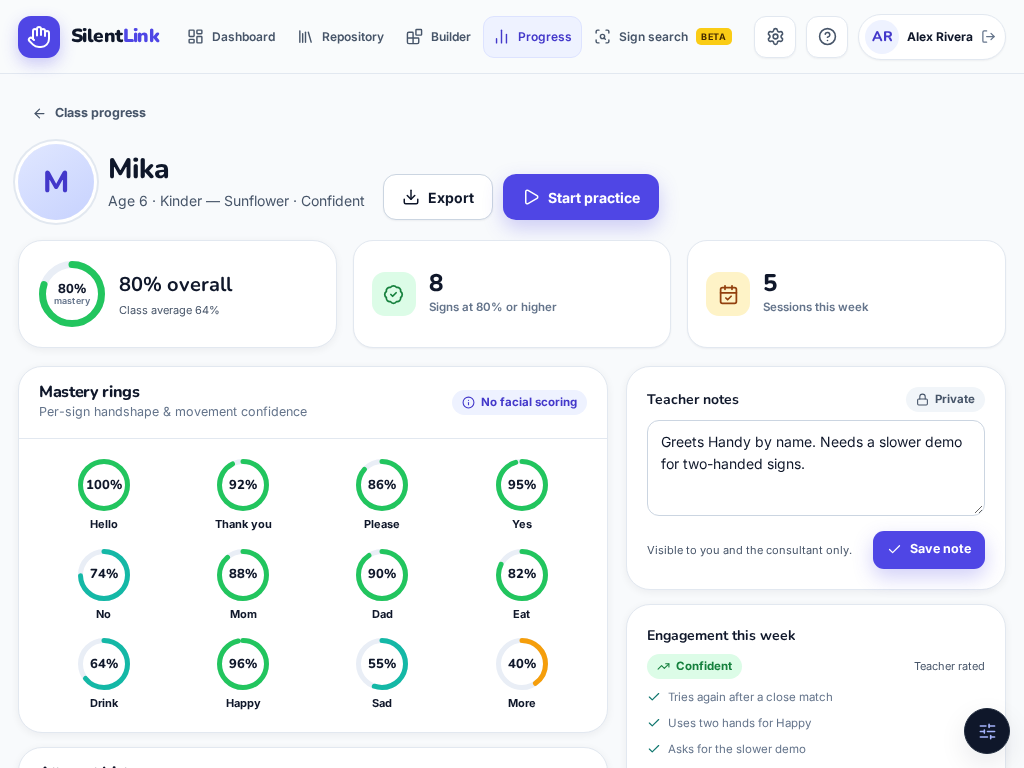 SilentLink
Dashboard
Repository
Builder
Progress
Sign search BETA
AR Alex Rivera
Class progress
M
Mika
Age 6 · Kinder — Sunflower · Confident
Export
Start practice
80%
mastery
80% overall
Class average 64%
8
Signs at 80% or higher
5
Sessions this week
Mastery rings
Per-sign handshape & movement confidence
No facial scoring
100% 92% 86% 95%
Hello Thank you Please Yes
74% 88% 90% 82%
No Mom Dad Eat
64% 96% 55% 40%
Drink Happy Sad More
Teacher notes
Private
Greets Handy by name. Needs a slower demo
for two-handed signs.
Visible to you and the consultant only.
Save note
Engagement this week
Confident
Teacher rated
Tries again after a close match
Uses two hands for Happy
Asks for the slower demo